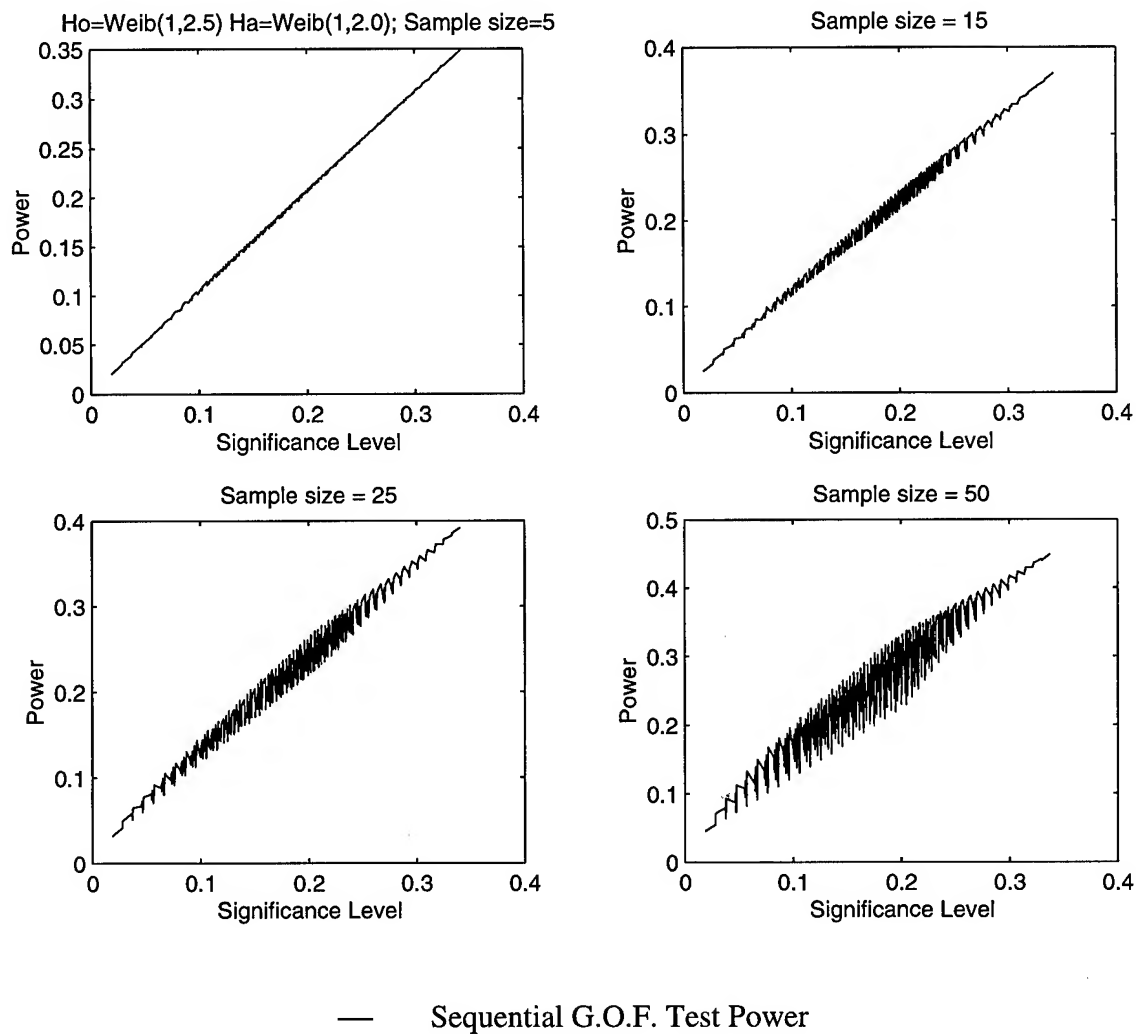 Ho=Weib(1,2.5) Ha=Weib(1,2.0); Sample size=5
0.35
0.3
0.25
0.2
0.15
0.1
0.05
0
Power
0 0.1 0.2 0.3 0.4
Significance Level
Sample size = 15
0.4
0.3
0.2
0.1
0
Power
0 0.1 0.2 0.3 0.4
Significance Level
Sample size = 25
0.4
0.3
0.2
0.1
0
Power
0 0.1 0.2 0.3 0.4
Significance Level
Sample size = 50
0.5
0.4
0.3
0.2
0.1
0
Power
0 0.1 0.2 0.3 0.4
Significance Level
— Sequential G.O.F. Test Power